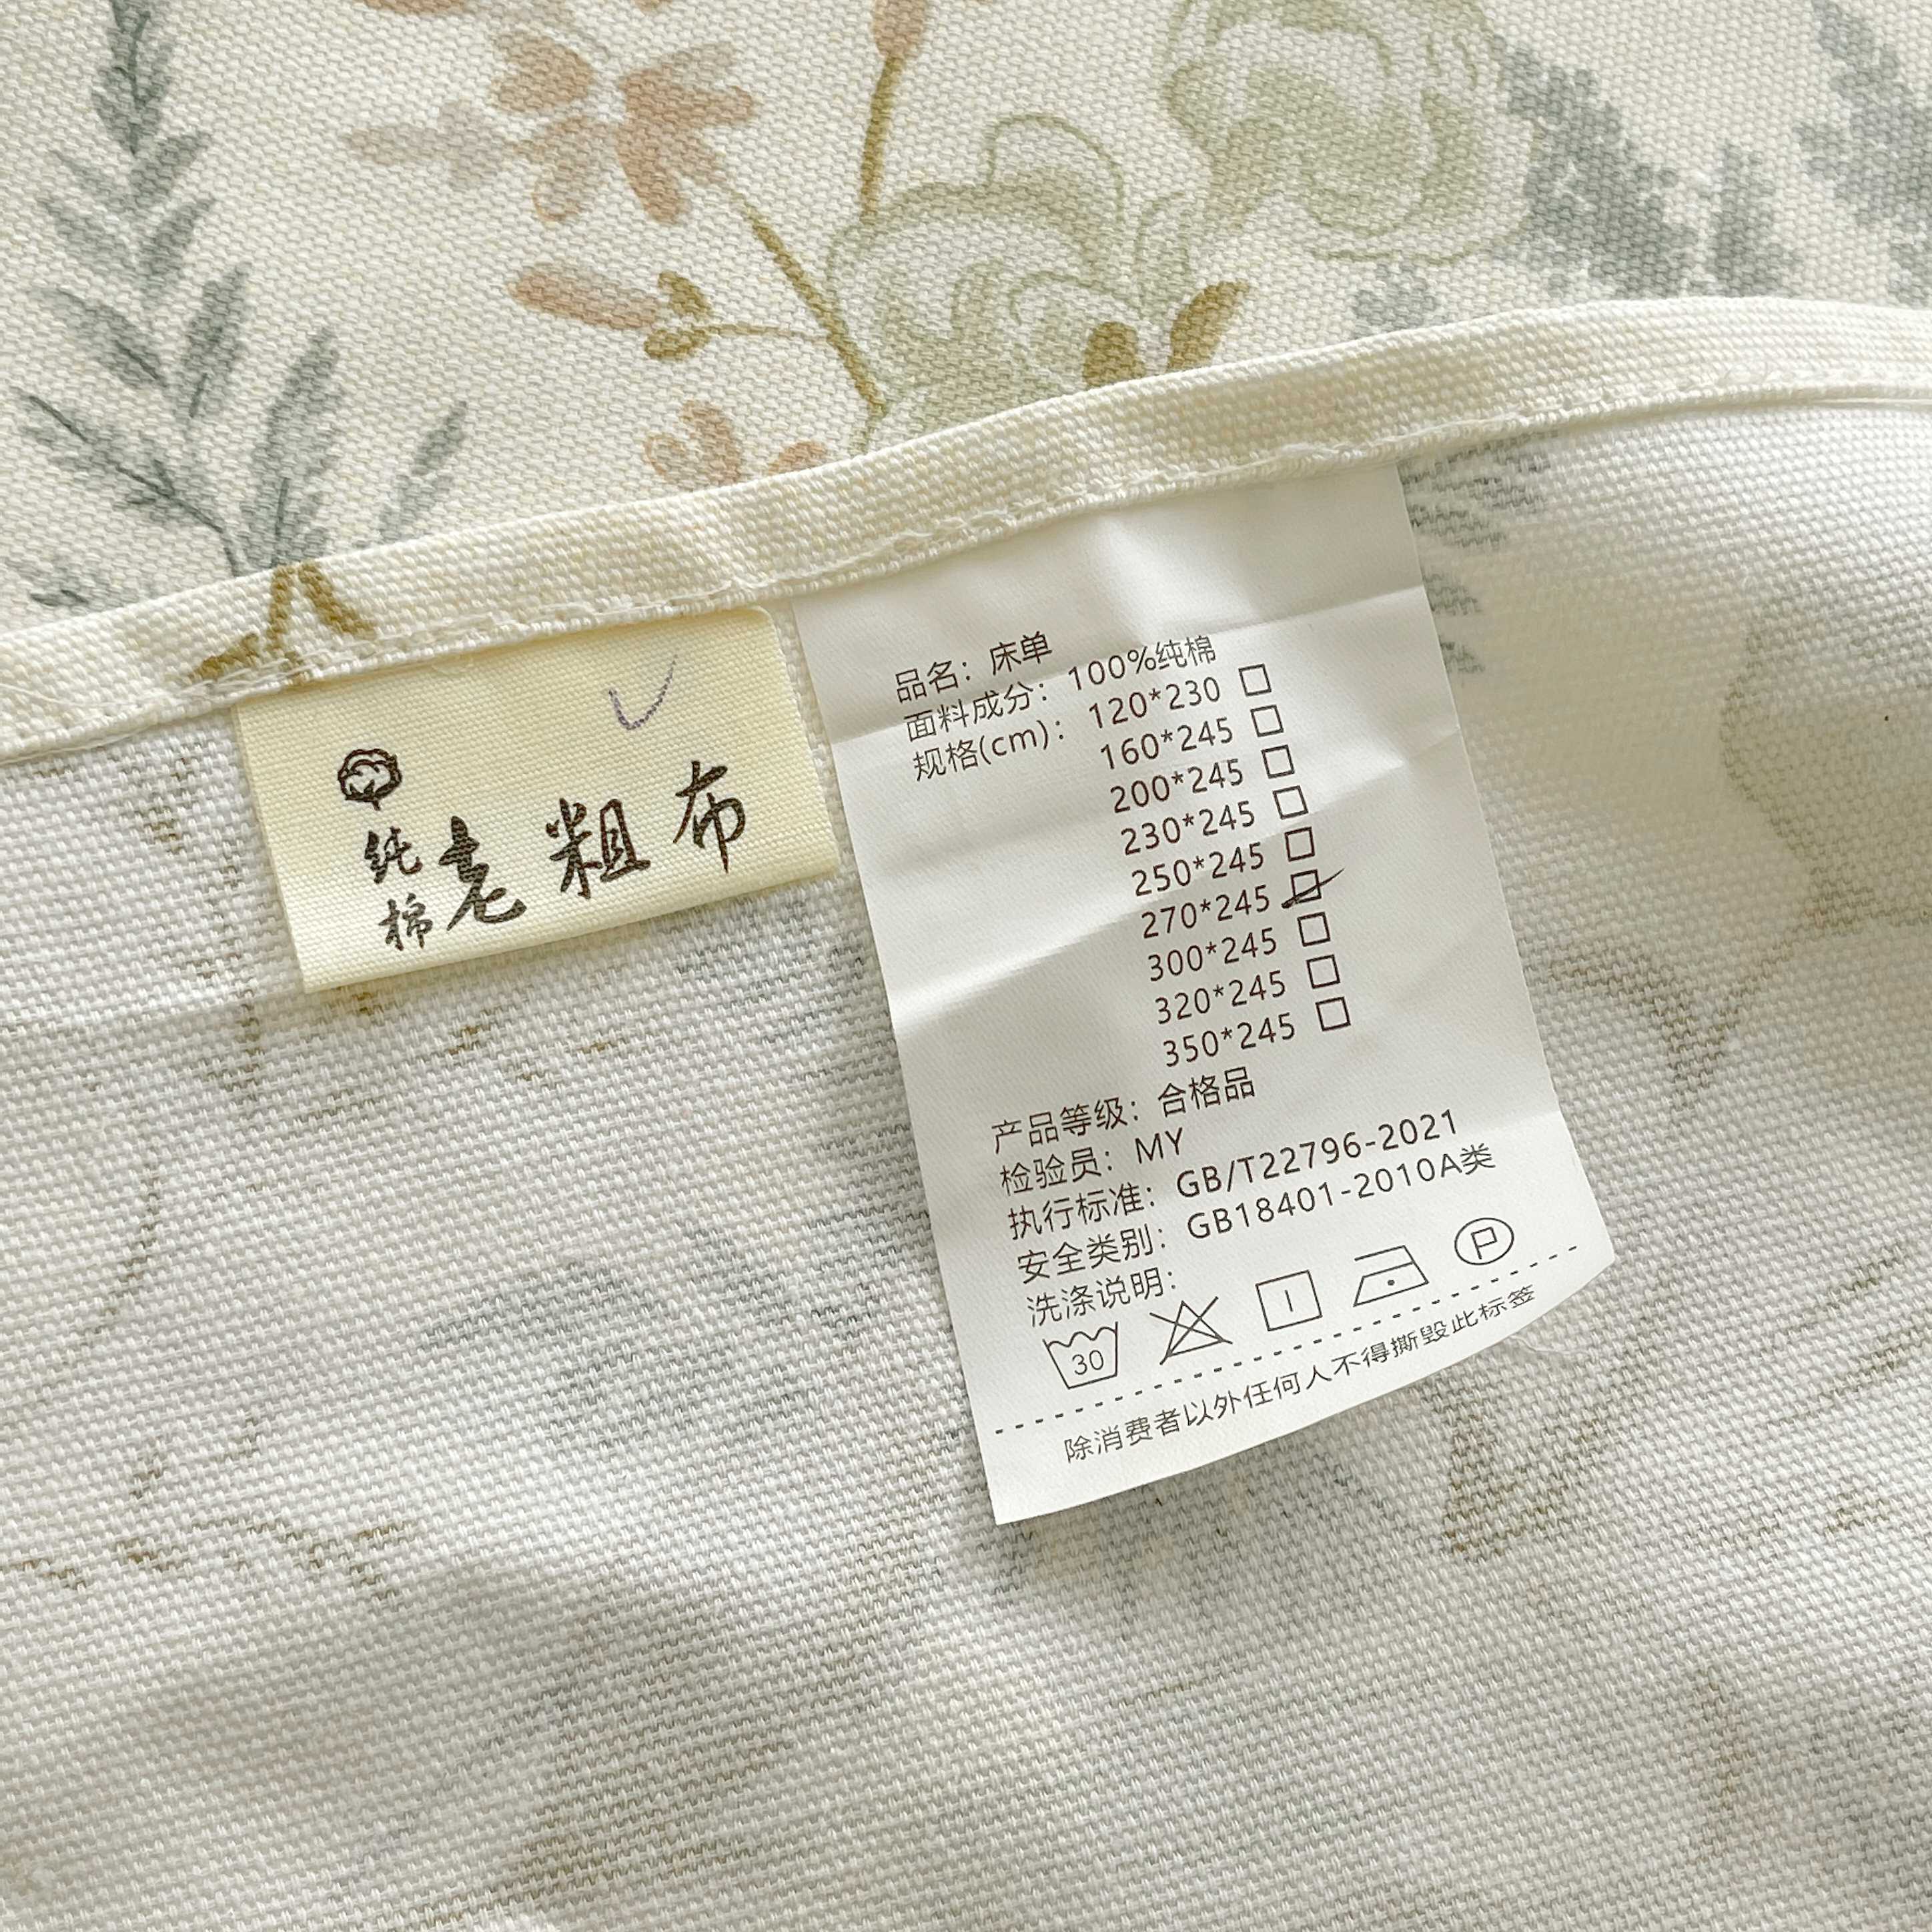 纯棉
老粗布
品名：床单
面料成分：100%纯棉
规格(cm)：120*230 □
160*245 □
200*245 □
230*245 □
250*245 □
270*245 ☑
300*245 □
320*245 □
350*245 □
产品等级：合格品
检验员：MY
执行标准：GB/T22796-2021
安全类别：GB18401-2010A类
洗涤说明：
30
P
除消费者以外任何人不得撕毁此标签